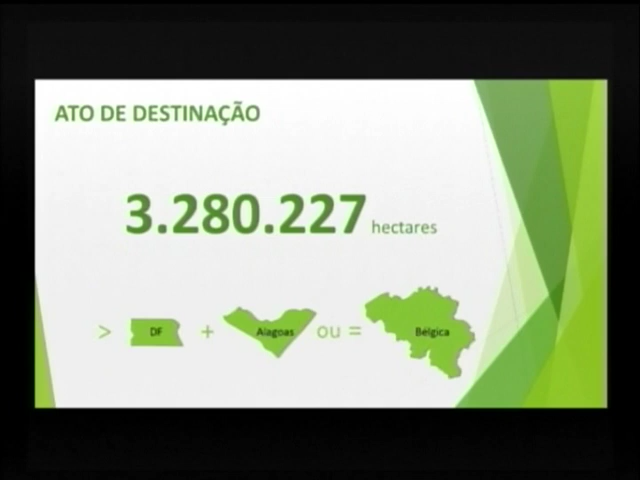 ATO DE DESTINAÇÃO
3.280.227 hectares
> DF + Alagoas ou = Bélgica